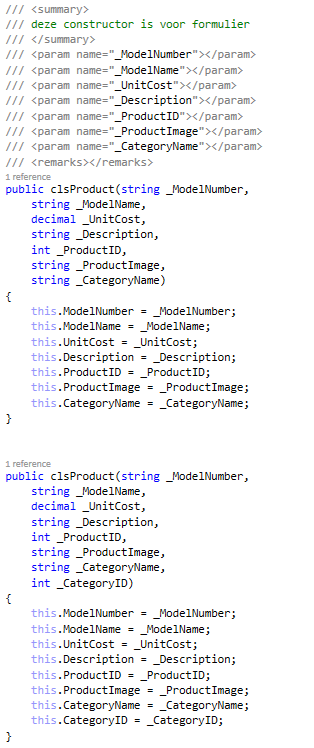 /// <summary>
/// deze constructor is voor formulier
/// </summary>
/// <param name="_ModelNumber"></param>
/// <param name="_ModelName"></param>
/// <param name="_UnitCost"></param>
/// <param name="_Description"></param>
/// <param name="_ProductID"></param>
/// <param name="_ProductImage"></param>
/// <param name="_CategoryName"></param>
/// <remarks></remarks>
1 reference
public clsProduct(string _ModelNumber,
    string _ModelName,
    decimal _UnitCost,
    string _Description,
    int _ProductID,
    string _ProductImage,
    string _CategoryName)
{
    this.ModelNumber = _ModelNumber;
    this.ModelName = _ModelName;
    this.UnitCost = _UnitCost;
    this.Description = _Description;
    this.ProductID = _ProductID;
    this.ProductImage = _ProductImage;
    this.CategoryName = _CategoryName;
}
1 reference
public clsProduct(string _ModelNumber,
    string _ModelName,
    decimal _UnitCost,
    string _Description,
    int _ProductID,
    string _ProductImage,
    string _CategoryName,
    int _CategoryID)
{
    this.ModelNumber = _ModelNumber;
    this.ModelName = _ModelName;
    this.UnitCost = _UnitCost;
    this.Description = _Description;
    this.ProductID = _ProductID;
    this.ProductImage = _ProductImage;
    this.CategoryName = _CategoryName;
    this.CategoryID = _CategoryID;
}